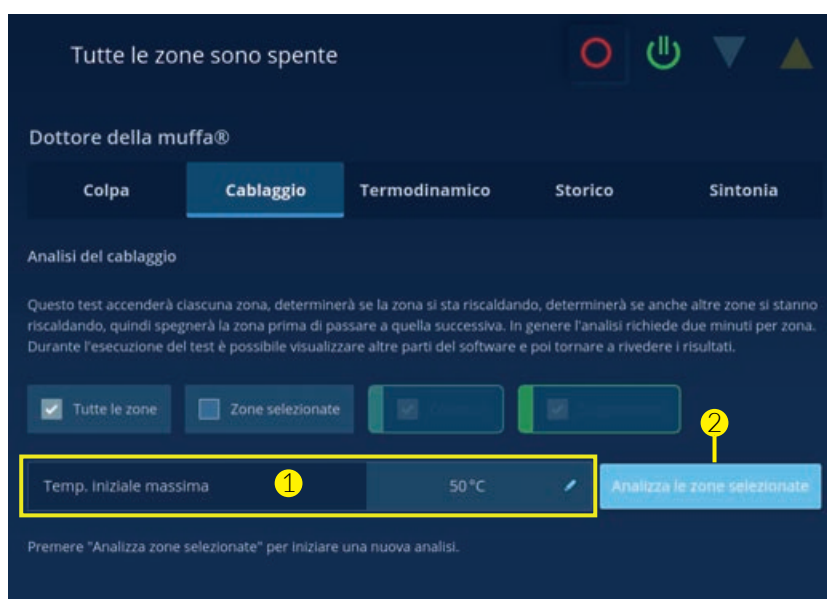 Tutte le zone sono spente
Dottore della muffa®
Colpa Cablaggio Termodinamico Storico Sintonia
Analisi del cablaggio
Questo test accenderà ciascuna zona, determinerà se la zona si sta riscaldando, determinerà se anche altre zone si stanno
riscaldando, quindi spegnerà la zona prima di passare a quella successiva. In genere l'analisi richiede due minuti per zona.
Durante l'esecuzione del test è possibile visualizzare altre parti del software e poi tornare a rivedere i risultati.
Tutte le zone Zone selezionate
2
Temp. iniziale massima 1 50 °C Analizza le zone selezionate
Premere "Analizza zone selezionate" per iniziare una nuova analisi.